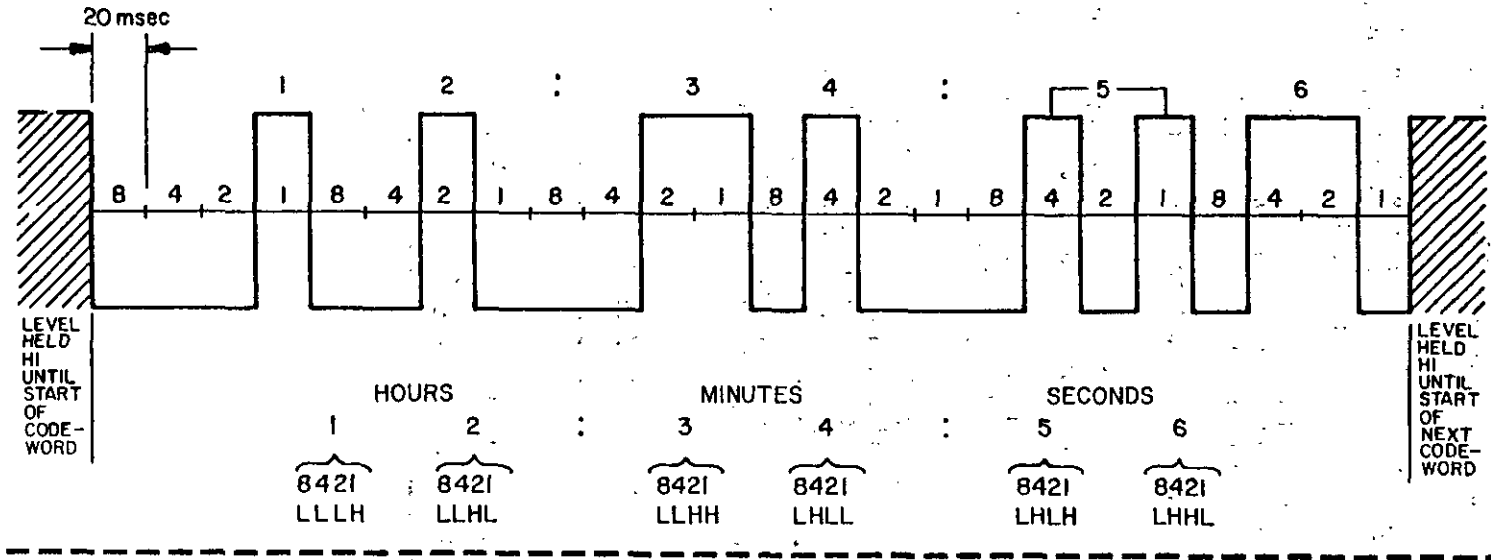 20 msec
1 2 : 3 4 : 5 6
8 4 2 1 8 4 2 1 8 4 2 1 8 4 2 1 8 4 2 1 8 4 2 1
LEVEL
HELD
HI
UNTIL
START
OF
CODE-
WORD
HOURS MINUTES SECONDS
1 2 : 3 4 : 5 6
8421 8421 8421 8421 8421 8421
LLLH LLHL LLHH LHLL LHLH LHHL
LEVEL
HELD
HI
UNTIL
START
OF
NEXT
CODE-
WORD